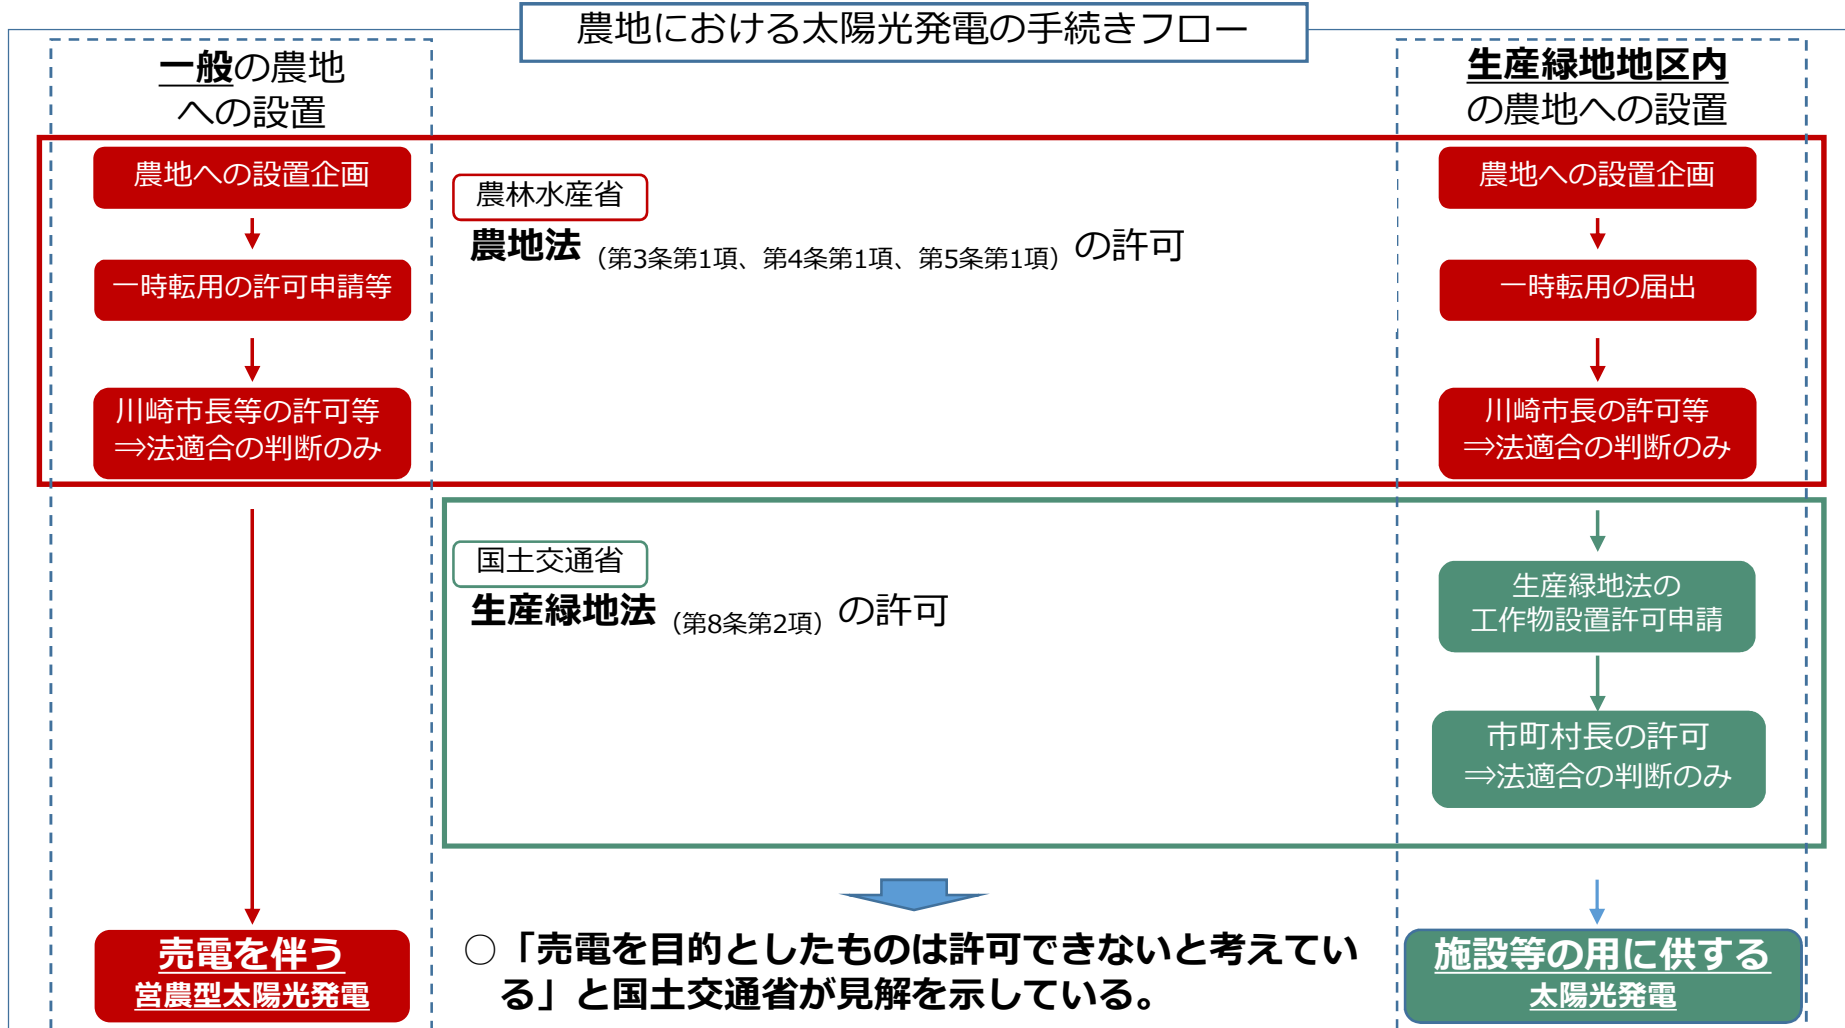 農地における太陽光発電の手続きフロー
一般の農地
への設置
農地への設置企画
一時転用の許可申請等
川崎市長等の許可等
⇒法適合の判断のみ
売電を伴う
営農型太陽光発電
農林水産省
農地法（第3条第1項、第4条第1項、第5条第1項）の許可
国土交通省
生産緑地法（第8条第2項）の許可
○「売電を目的としたものは許可できないと考えてい
る」と国土交通省が見解を示している。
生産緑地地区内
の農地への設置
農地への設置企画
一時転用の届出
川崎市長の許可等
⇒法適合の判断のみ
生産緑地法の
工作物設置許可申請
市町村長の許可
⇒法適合の判断のみ
施設等の用に供する
太陽光発電